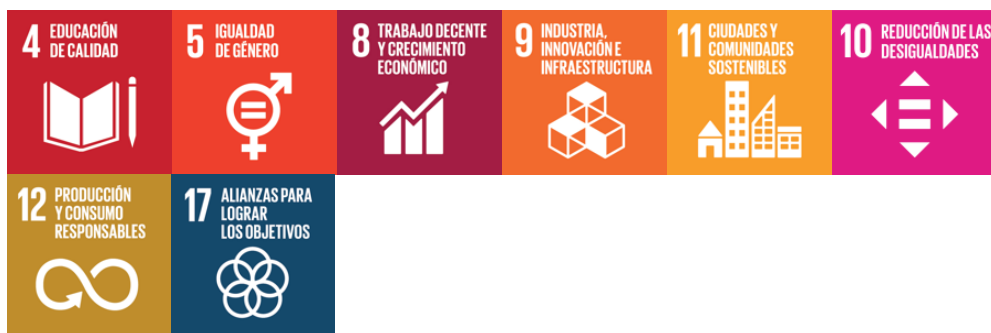 4 EDUCACIÓN
DE CALIDAD
5 IGUALDAD
DE GÉNERO
8 TRABAJO DECENTE
Y CRECIMIENTO
ECONÓMICO
9 INDUSTRIA,
INNOVACIÓN E
INFRAESTRUCTURA
11 CIUDADES Y
COMUNIDADES
SOSTENIBLES
10 REDUCCIÓN DE LAS
DESIGUALDADES
12 PRODUCCIÓN
Y CONSUMO
RESPONSABLES
17 ALIANZAS PARA
LOGRAR
LOS OBJETIVOS